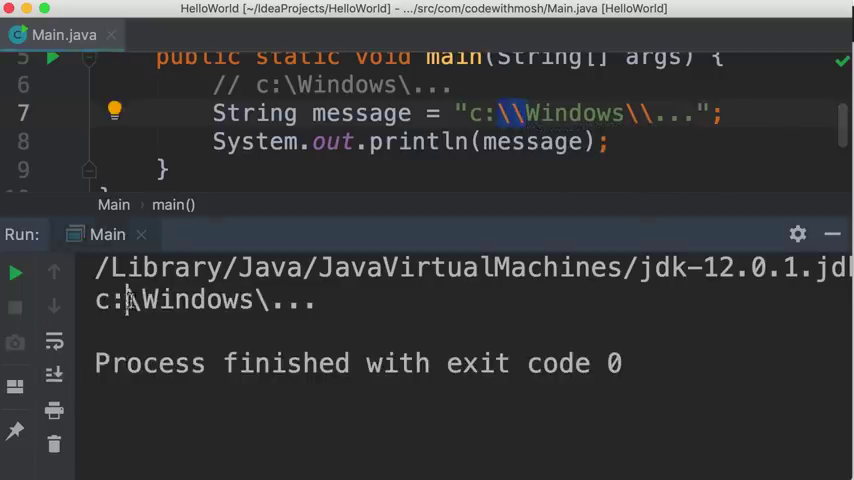 HelloWorld [~/IdeaProjects/HelloWorld] - .../src/com/codewithmosh/Main.java [HelloWorld]
Main.java
5 public static void main(String[] args) {
6 // c:\Windows\...
7 String message = "c:\\Windows\\...";
8 System.out.println(message);
9 }
Main main()
Run: Main
/Library/Java/JavaVirtualMachines/jdk-12.0.1.jd
c:\Windows\...
Process finished with exit code 0